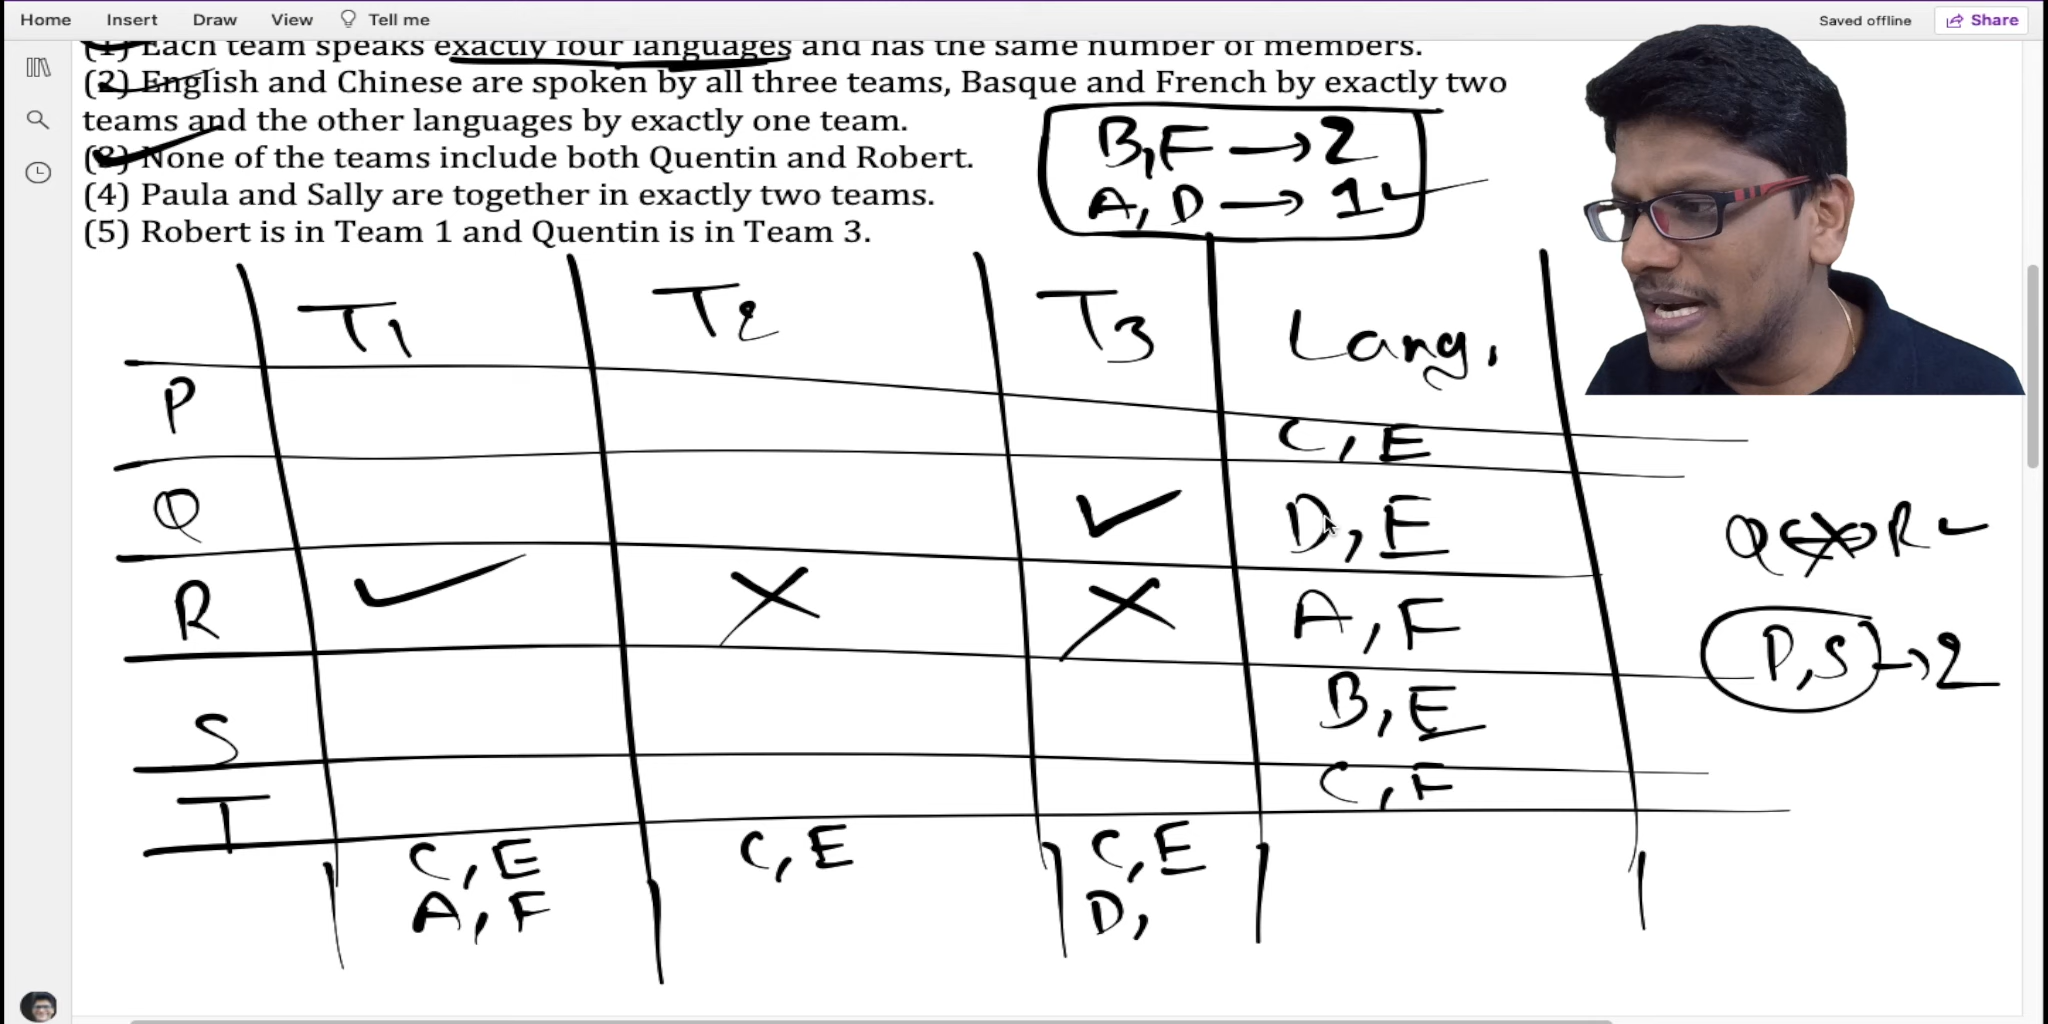 Home Insert Draw View Tell me Saved offline Share
(1) Each team speaks exactly four languages and has the same number of members.
(2) English and Chinese are spoken by all three teams, Basque and French by exactly two
teams and the other languages by exactly one team.
(3) None of the teams include both Quentin and Robert.
(4) Paula and Sally are together in exactly two teams.
(5) Robert is in Team 1 and Quentin is in Team 3.
B,F → 2
A, D → 1
T1 T2 T3 Lang.
P C, E
Q D, E
R A, F
S B, E
T C, F
Q R
P,S → 2
C, E C, E C, E
A, F D,